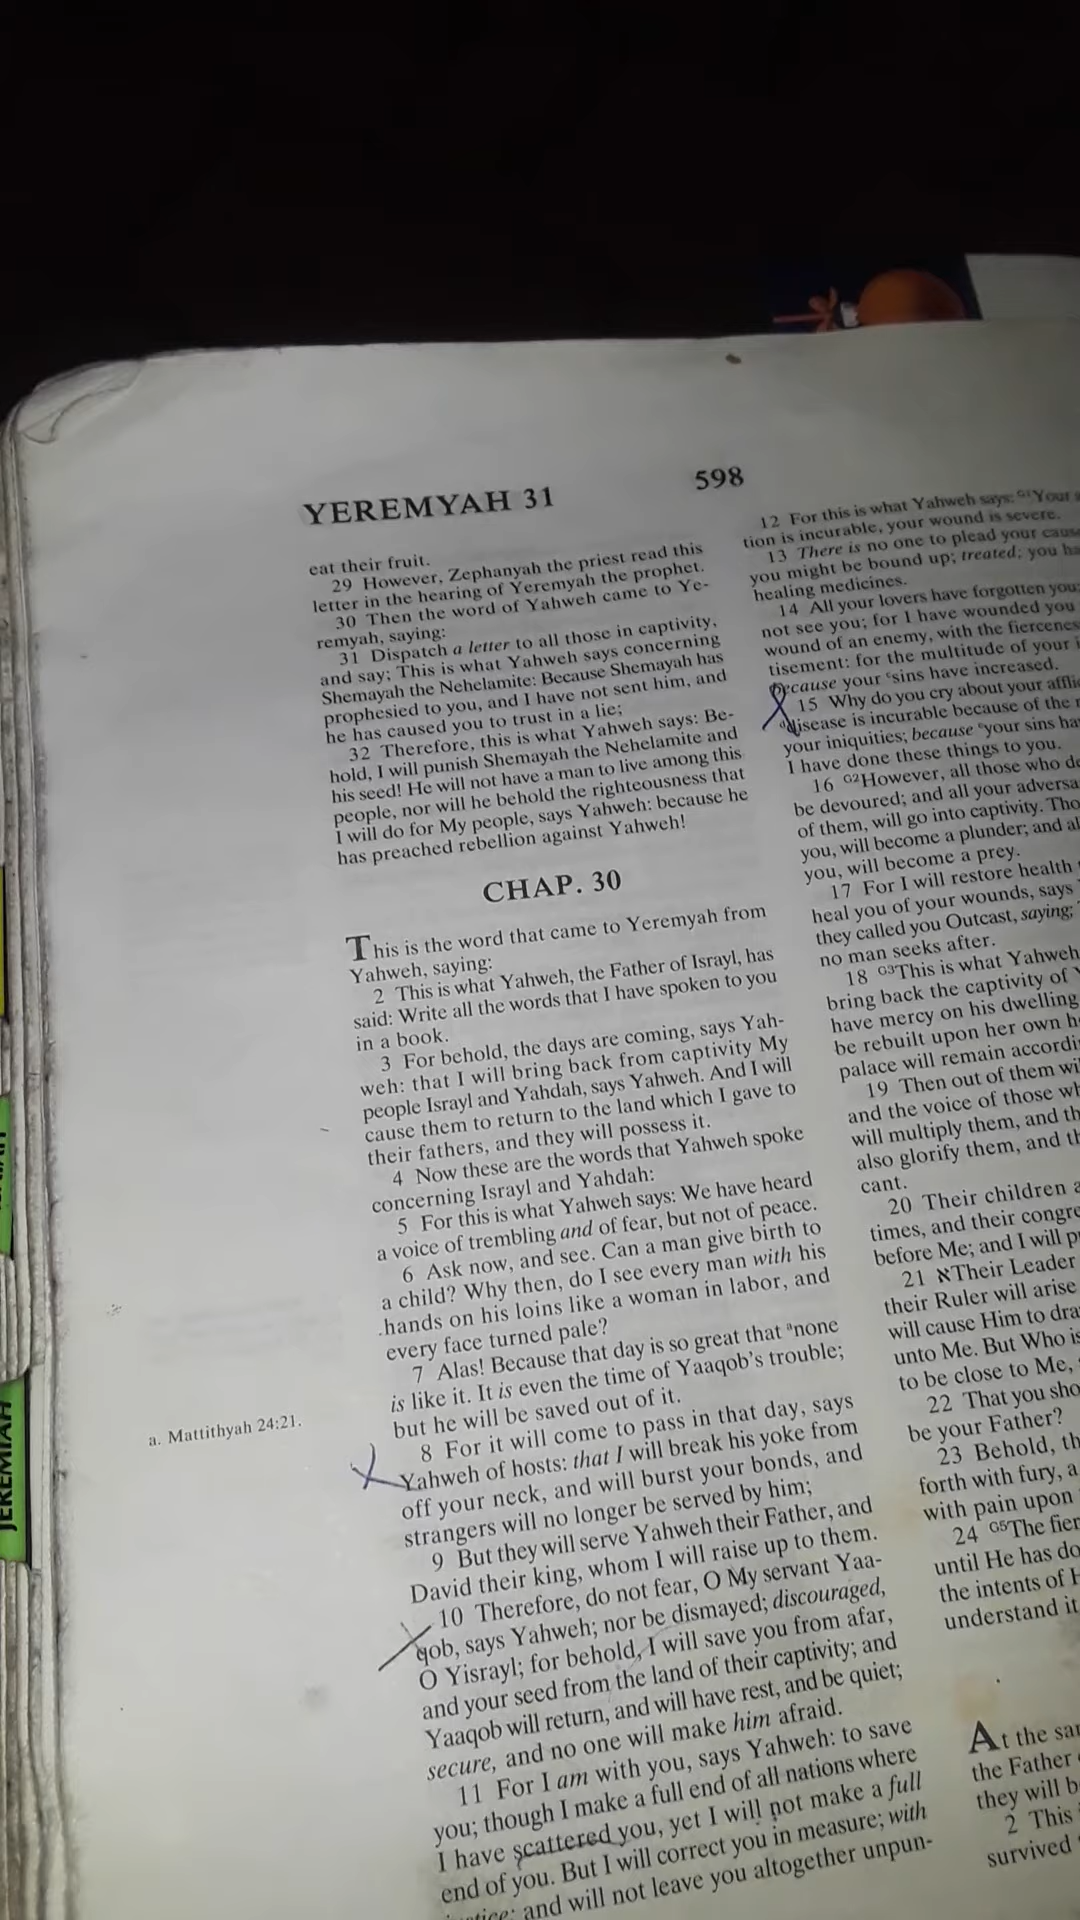 YEREMYAH 31
598
eat their fruit.
29 However, Zephanyah the priest read this
letter in the hearing of Yeremyah the prophet.
30 Then the word of Yahweh came to Ye-
remyah, saying:
31 Dispatch a letter to all those in captivity,
and say; This is what Yahweh says concerning
Shemayah the Nehelamite: Because Shemayah has
prophesied to you, and I have not sent him, and
he has caused you to trust in a lie;
32 Therefore, this is what Yahweh says: Be-
hold, I will punish Shemayah the Nehelamite and
his seed! He will not have a man to live among this
people, nor will he behold the righteousness that
I will do for My people, says Yahweh: because he
has preached rebellion against Yahweh!
CHAP. 30
This is the word that came to Yeremyah from
Yahweh, saying:
2 This is what Yahweh, the Father of Israyl, has
said: Write all the words that I have spoken to you
in a book.
3 For behold, the days are coming, says Yah-
weh: that I will bring back from captivity My
people Israyl and Yahdah, says Yahweh. And I will
cause them to return to the land which I gave to
their fathers, and they will possess it.
4 Now these are the words that Yahweh spoke
concerning Israyl and Yahdah:
5 For this is what Yahweh says: We have heard
a voice of trembling and of fear, but not of peace.
6 Ask now, and see. Can a man give birth to
a child? Why then, do I see every man with his
hands on his loins like a woman in labor, and
every face turned pale?
7 Alas! Because that day is so great that ᵃnone
is like it. It is even the time of Yaaqob's trouble;
but he will be saved out of it.
8 For it will come to pass in that day, says
Yahweh of hosts: that I will break his yoke from
off your neck, and will burst your bonds, and
strangers will no longer be served by him;
9 But they will serve Yahweh their Father, and
David their king, whom I will raise up to them.
10 Therefore, do not fear, O My servant Yaa-
qob, says Yahweh; nor be dismayed; discouraged,
O Yisrayl; for behold, I will save you from afar,
and your seed from the land of their captivity; and
Yaaqob will return, and will have rest, and be quiet;
secure, and no one will make him afraid.
11 For I am with you, says Yahweh: to save
you; though I make a full end of all nations where
I have scattered you, yet I will not make a full
end of you. But I will correct you in measure; with
and will not leave you altogether unpun-
a. Mattithyah 24:21.
JEREMIAH
12 For this is what Yahweh says: G1Your
tion is incurable, your wound is severe.
13 There is no one to plead your cause
you might be bound up; treated; you
healing medicines.
14 All your lovers have forgotten
not see you; for I have wounded you
wound of an enemy, with the
tisement: for the multitude of your
because your ᶜsins have increased.
15 Why do you cry about your
ᵈdisease is incurable because of the
your iniquities; because ᵉyour sins
I have done these things to you.
16 G2However, all those who
be devoured; and all your
of them, will go into captivity.
you, will become a plunder; and
you, will become a prey.
17 For I will restore health
heal you of your wounds, says
they called you Outcast, saying;
no man seeks after.
18 G3This is what Yahweh
bring back the captivity of
have mercy on his dwelling
be rebuilt upon her own
palace will remain
19 Then out of them
and the voice of those
will multiply them, and
also glorify them, and
cant.
20 Their children
times, and their
before Me; and I will
21 אTheir Leader
their Ruler will arise
will cause Him to
unto Me. But Who
to be close to Me,
22 That you
be your Father?
23 Behold,
forth with fury,
with pain upon
24 G5The
until He has
the intents of
understand it
At the
the Father
they will
2 This
survived